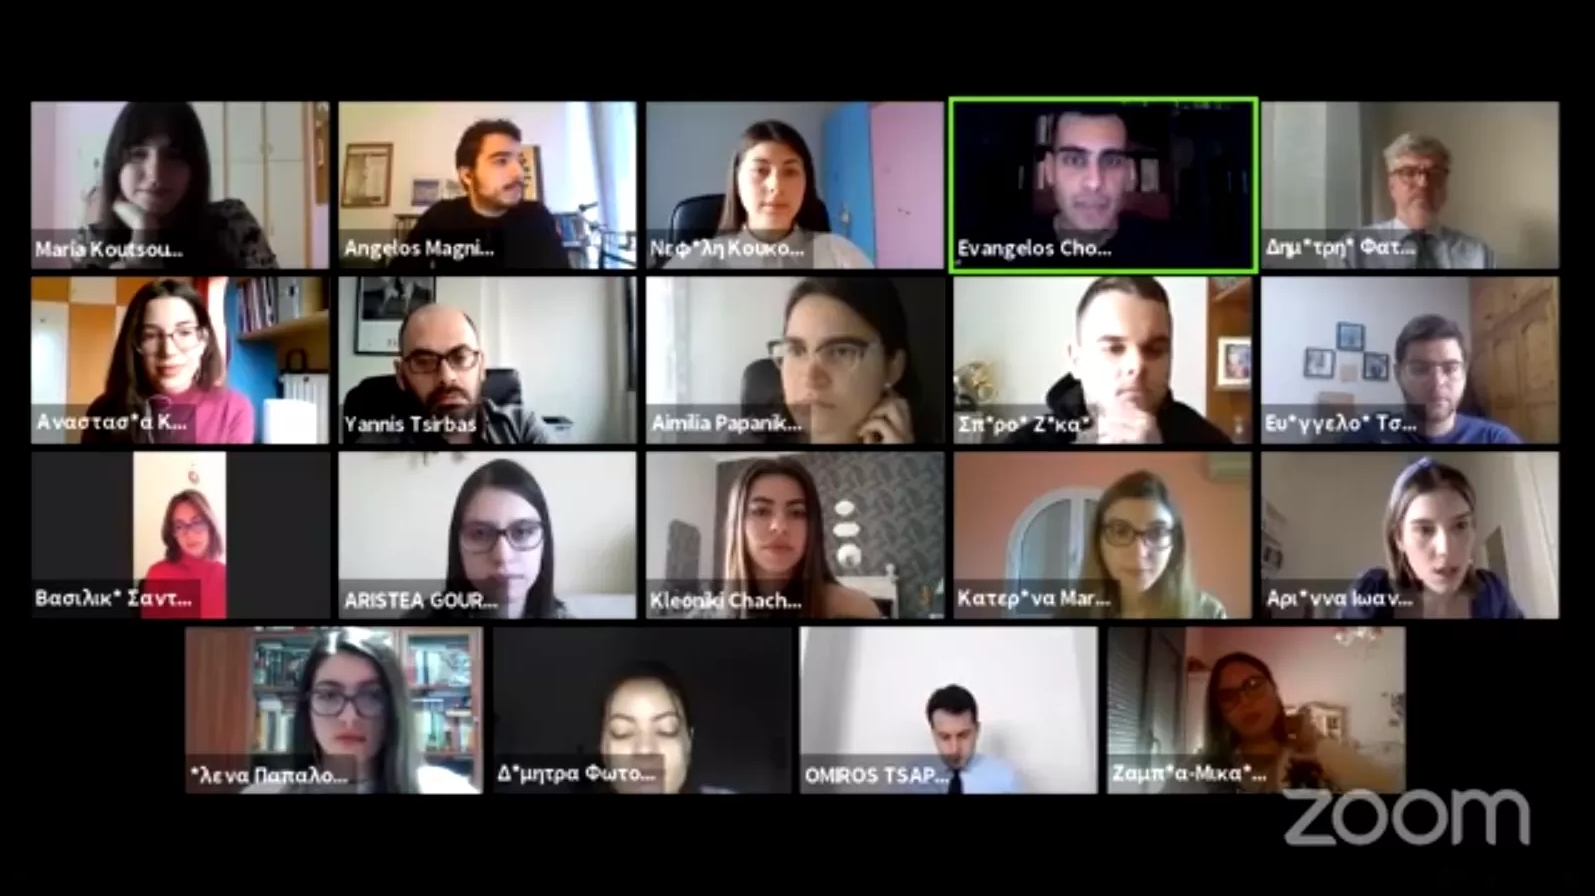 Maria Koutsou...
Angelos Magni...
Νεφ*λη Κουκο...
Evangelos Cho...
Δημ*τρη* Φατ...
Αναστασ*α Κ...
Yannis Tsirbas
Aimilia Papanik...
Σπ*ρο* Ζ*κα*
Ευ*γγελο* Τσ...
Βασιλικ* Σαντ...
ARISTEA GOUR...
Kleoniki Chach...
Κατερ*να Mar...
Αρι*ννα Ιωαν...
*λενα Παπαλο...
Δ*μητρα Φωτο...
OMIROS TSAP...
Ζαμπ*α-Μικα*...
zoom